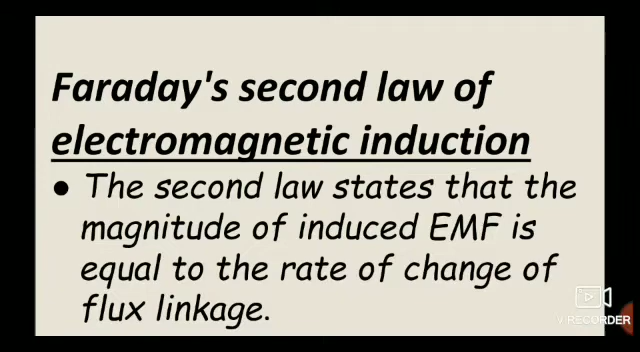 Faraday's second law of
electromagnetic induction
• The second law states that the
magnitude of induced EMF is
equal to the rate of change of
flux linkage.
V RECORDER